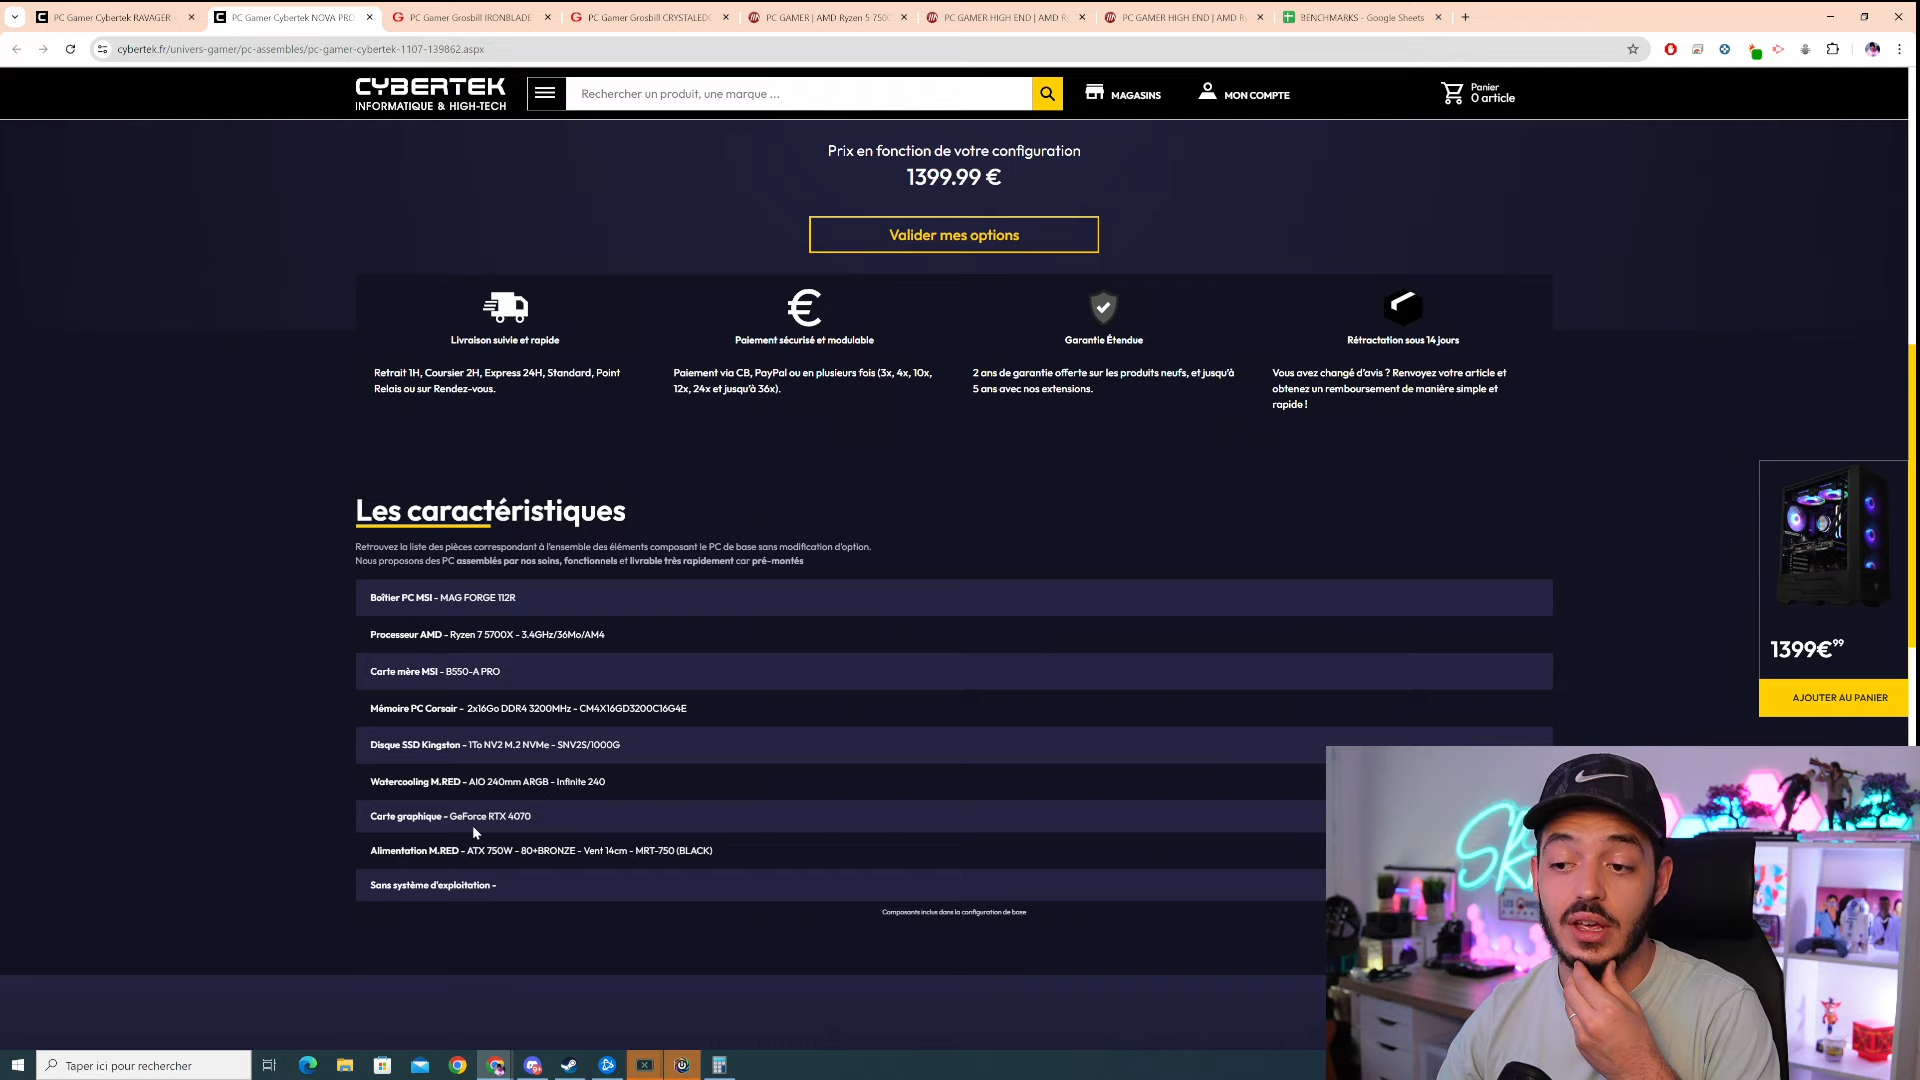 PC Gamer Cybertek RAVAGER
PC Gamer Cybertek NOVA PRO
PC Gamer Grosbill IRONBLADE
PC Gamer Grosbill CRYSTALED
PC GAMER | AMD Ryzen 5 7500
PC GAMER HIGH END | AMD R
PC GAMER HIGH END | AMD R
BENCHMARKS - Google Sheets
cybertek.fr/univers-gamer/pc-assembles/pc-gamer-cybertek-1107-139862.aspx
CYBERTEK
INFORMATIQUE & HIGH-TECH
Rechercher un produit, une marque ...
MAGASINS
MON COMPTE
Panier
0 article
Prix en fonction de votre configuration
1399.99 €
Valider mes options
Livraison suivie et rapide
Retrait 1H, Coursier 2H, Express 24H, Standard, Point
Relais ou sur Rendez-vous.
Paiement sécurisé et modulable
Paiement via CB, PayPal ou en plusieurs fois (3x, 4x, 10x,
12x, 24x et jusqu'à 36x).
Garantie Étendue
2 ans de garantie offerte sur les produits neufs, et jusqu'à
5 ans avec nos extensions.
Rétractation sous 14 jours
Vous avez changé d'avis ? Renvoyez votre article et
obtenez un remboursement de manière simple et
rapide !
Les caractéristiques
Retrouvez la liste des pièces correspondant à l'ensemble des éléments composant le PC de base sans modification d'option.
Nous proposons des PC assemblés par nos soins, fonctionnels et livrable très rapidement car pré-montés
Boîtier PC MSI - MAG FORGE 112R
Processeur AMD - Ryzen 7 5700X - 3.4GHz/36Mo/AM4
Carte mère MSI - B550-A PRO
Mémoire PC Corsair - 2x16Go DDR4 3200MHz - CM4X16GD3200C16G4E
Disque SSD Kingston - 1To NV2 M.2 NVMe - SNV2S/1000G
Watercooling M.RED - AIO 240mm ARGB - Infinite 240
Carte graphique - GeForce RTX 4070
Alimentation M.RED - ATX 750W - 80+BRONZE - Vent 14cm - MRT-750 (BLACK)
Sans système d'exploitation -
Composants inclus dans la configuration de base
1399€99
AJOUTER AU PANIER
Taper ici pour rechercher